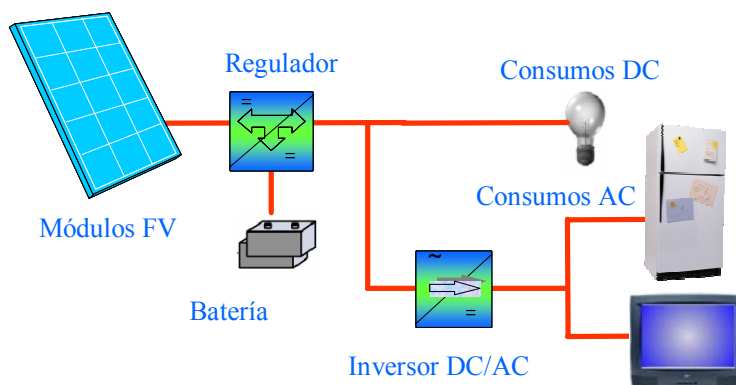 Regulador
Consumos DC
=
=
Consumos AC
Módulos FV
Batería
~
=
Inversor DC/AC